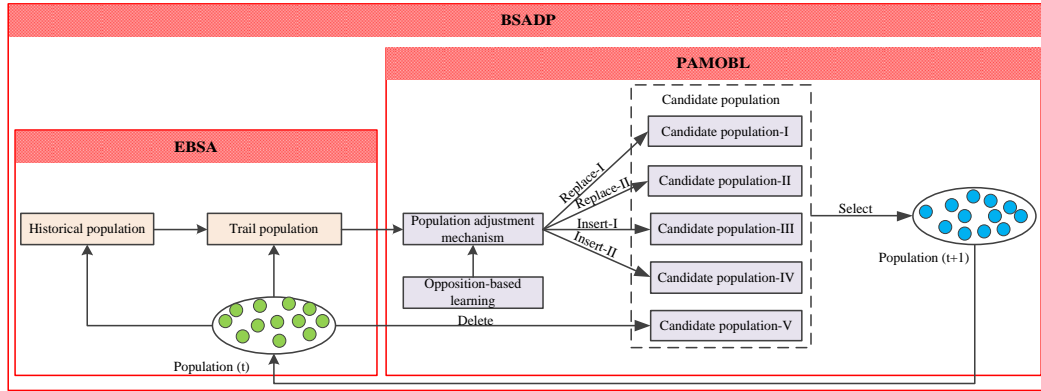 BSADP
PAMOBL
EBSA
Candidate population
Candidate population-I
Candidate population-II
Candidate population-III
Candidate population-IV
Candidate population-V
Replace-I
Replace-II
Insert-I
Insert-II
Historical population
Trail population
Population adjustment
mechanism
Opposition-based
learning
Delete
Select
Population (t)
Population (t+1)